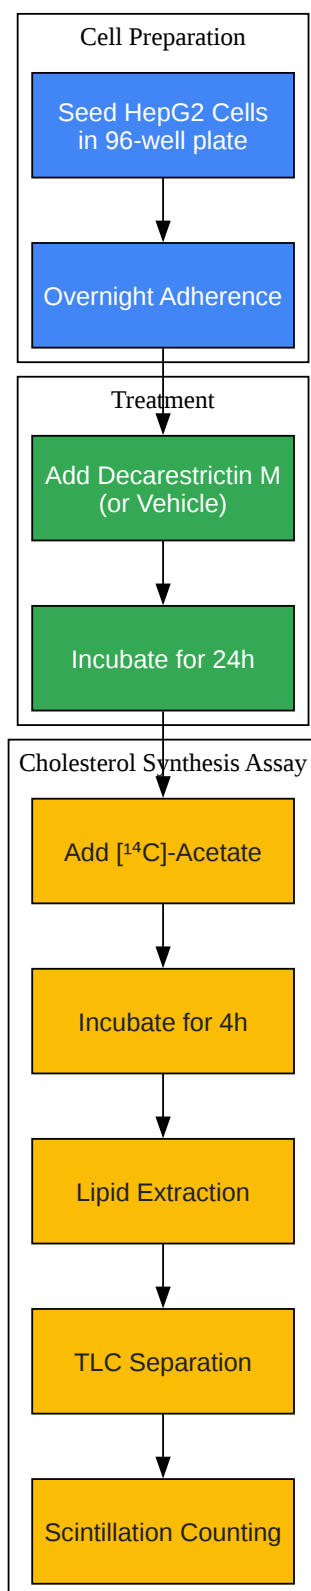 Cell Preparation
Seed HepG2 Cells
in 96-well plate
Overnight Adherence
Treatment
Add Decarestrictin M
(or Vehicle)
Incubate for 24h
Cholesterol Synthesis Assay
Add [¹⁴C]-Acetate
Incubate for 4h
Lipid Extraction
TLC Separation
Scintillation Counting